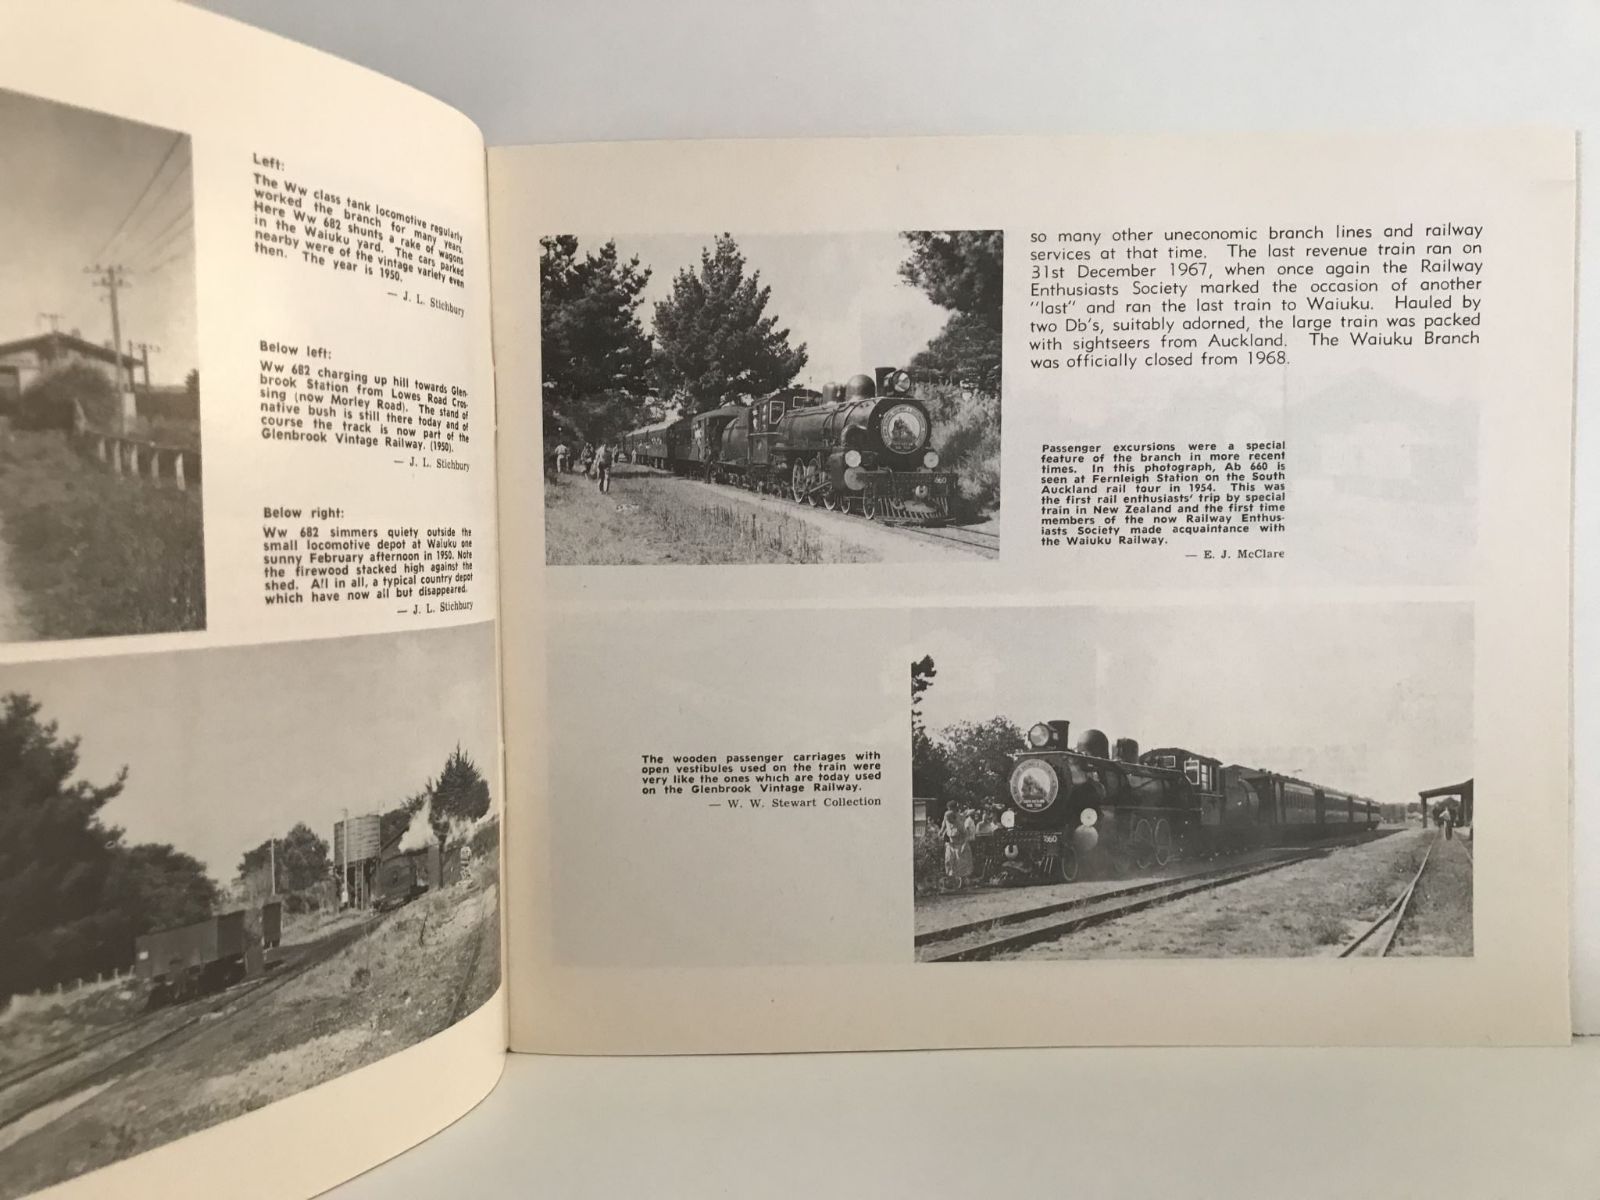 Left:
The Ww class tank locomotive regularly
worked the branch for many years.
Here Ww 682 shunts a rake of wagons
in the Waiuku yard. The cars parked
nearby were of the vintage variety even
then. The year is 1950.
— J. L. Stichbury
Below left:
Ww 682 charging up hill towards Glen-
brook Station from Lowes Road Cros-
sing (now Morley Road). The stand of
native bush is still there today and of
course the track is now part of the
Glenbrook Vintage Railway. (1950).
— J. L. Stichbury
Below right:
Ww 682 simmers quiety outside the
small locomotive depot at Waiuku one
sunny February afternoon in 1950. Note
the firewood stacked high against the
shed. All in all, a typical country depot
which have now all but disappeared.
— J. L. Stichbury
so many other uneconomic branch lines and railway
services at that time. The last revenue train ran on
31st December 1967, when once again the Railway
Enthusiasts Society marked the occasion of another
"last" and ran the last train to Waiuku. Hauled by
two Db's, suitably adorned, the large train was packed
with sightseers from Auckland. The Waiuku Branch
was officially closed from 1968.
Passenger excursions were a special
feature of the branch in more recent
times. In this photograph, Ab 660 is
seen at Fernleigh Station on the South
Auckland rail tour in 1954. This was
the first rail enthusiasts' trip by special
train in New Zealand and the first time
members of the now Railway Enthus-
iasts Society made acquaintance with
the Waiuku Railway.
— E. J. McClare
660
The wooden passenger carriages with
open vestibules used on the train were
very like the ones which are today used
on the Glenbrook Vintage Railway.
— W. W. Stewart Collection
660